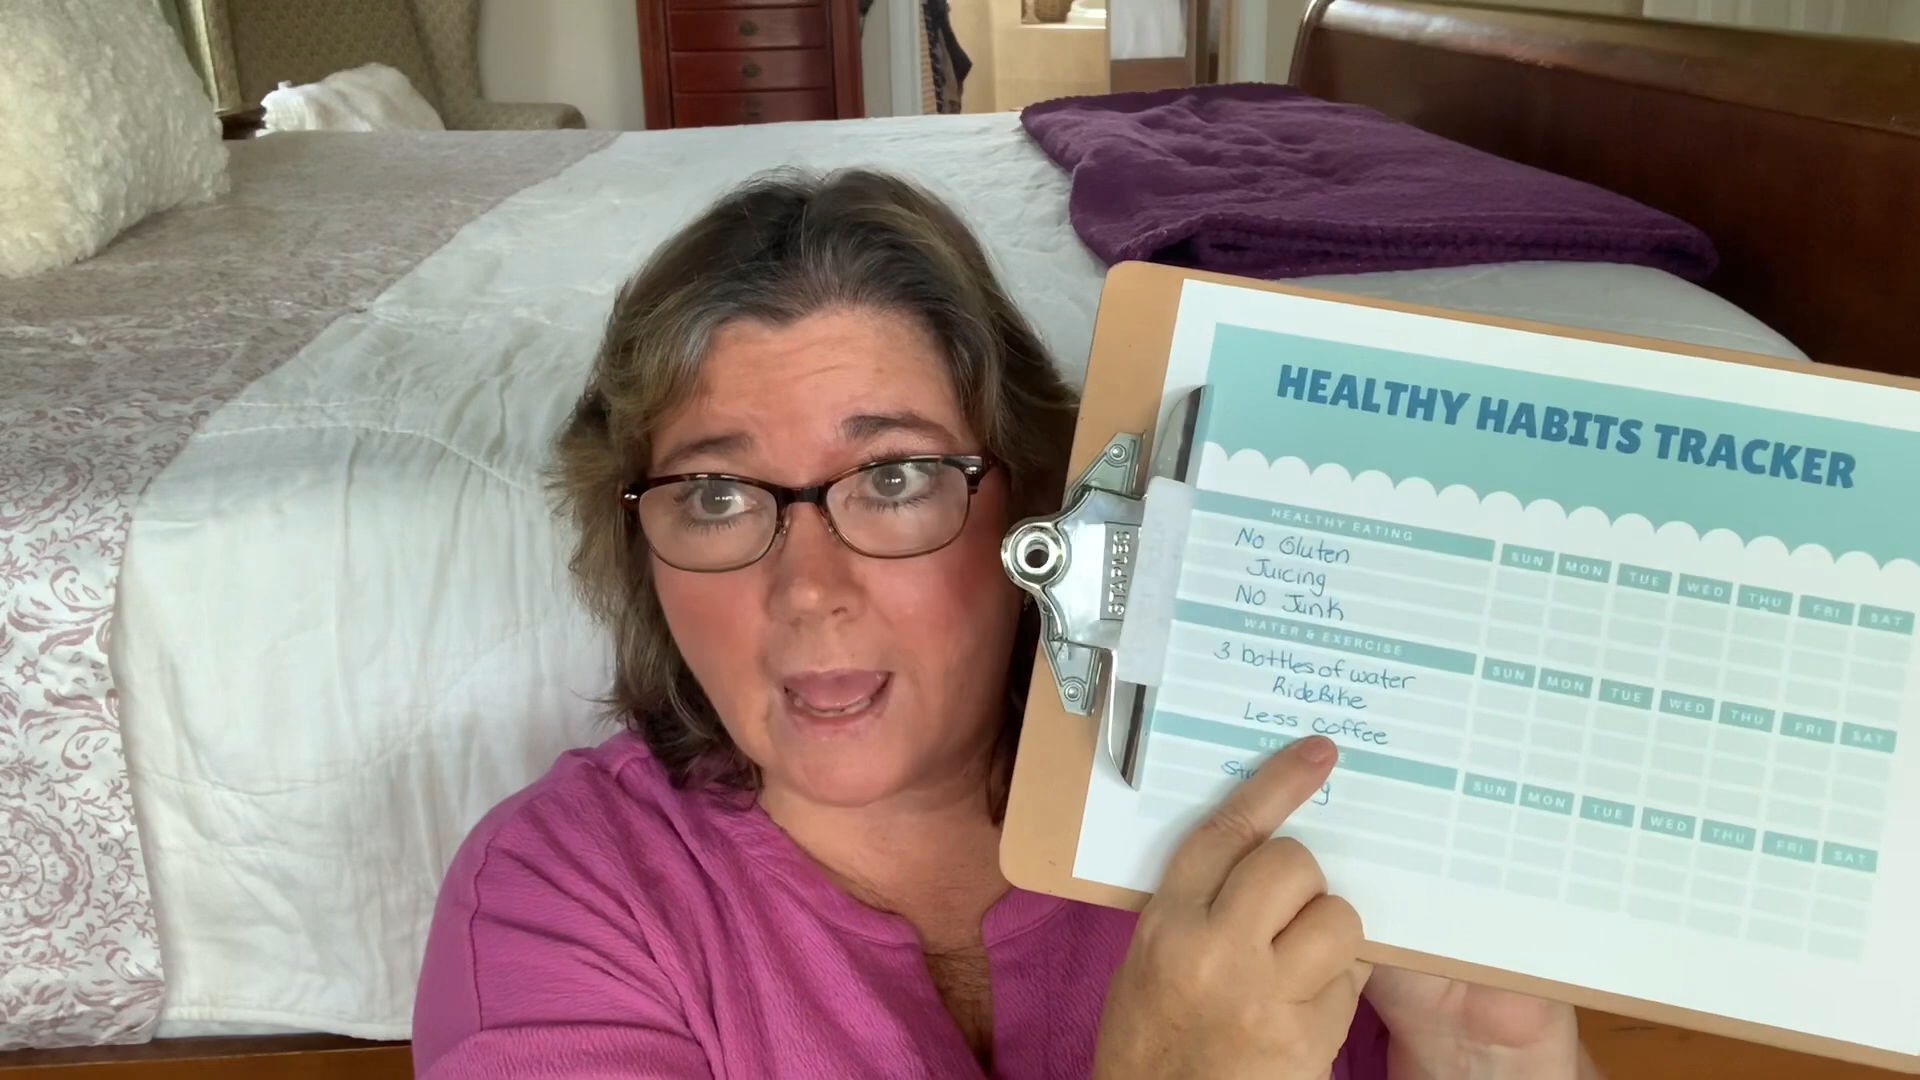 HEALTHY HABITS TRACKER
HEALTHY EATING SUN MON TUE WED THU FRI SAT
No Gluten
Juicing
No Junk
WATER & EXERCISE SUN MON TUE WED THU FRI SAT
3 bottles of water
Ride Bike
Less coffee
SUN MON TUE WED THU FRI SAT
STAPLES